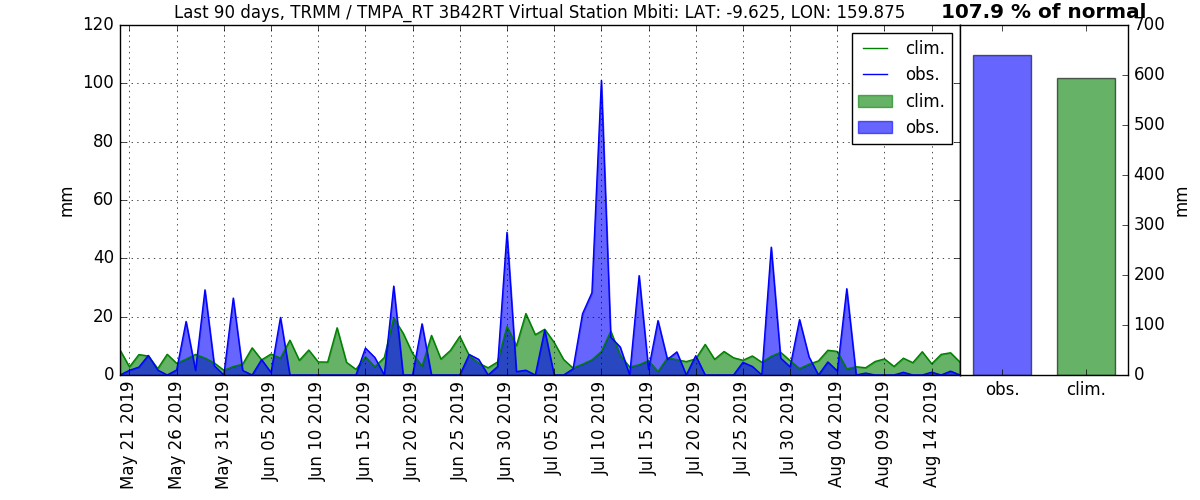 Last 90 days, TRMM / TMPA_RT 3B42RT Virtual Station Mbiti: LAT: -9.625, LON: 159.875
107.9 % of normal
120
100
80
60
40
20
0
mm
clim.
obs.
clim.
obs.
700
600
500
400
300
200
100
0
mm
obs.
clim.
May 21 2019
May 26 2019
May 31 2019
Jun 05 2019
Jun 10 2019
Jun 15 2019
Jun 20 2019
Jun 25 2019
Jun 30 2019
Jul 05 2019
Jul 10 2019
Jul 15 2019
Jul 20 2019
Jul 25 2019
Jul 30 2019
Aug 04 2019
Aug 09 2019
Aug 14 2019